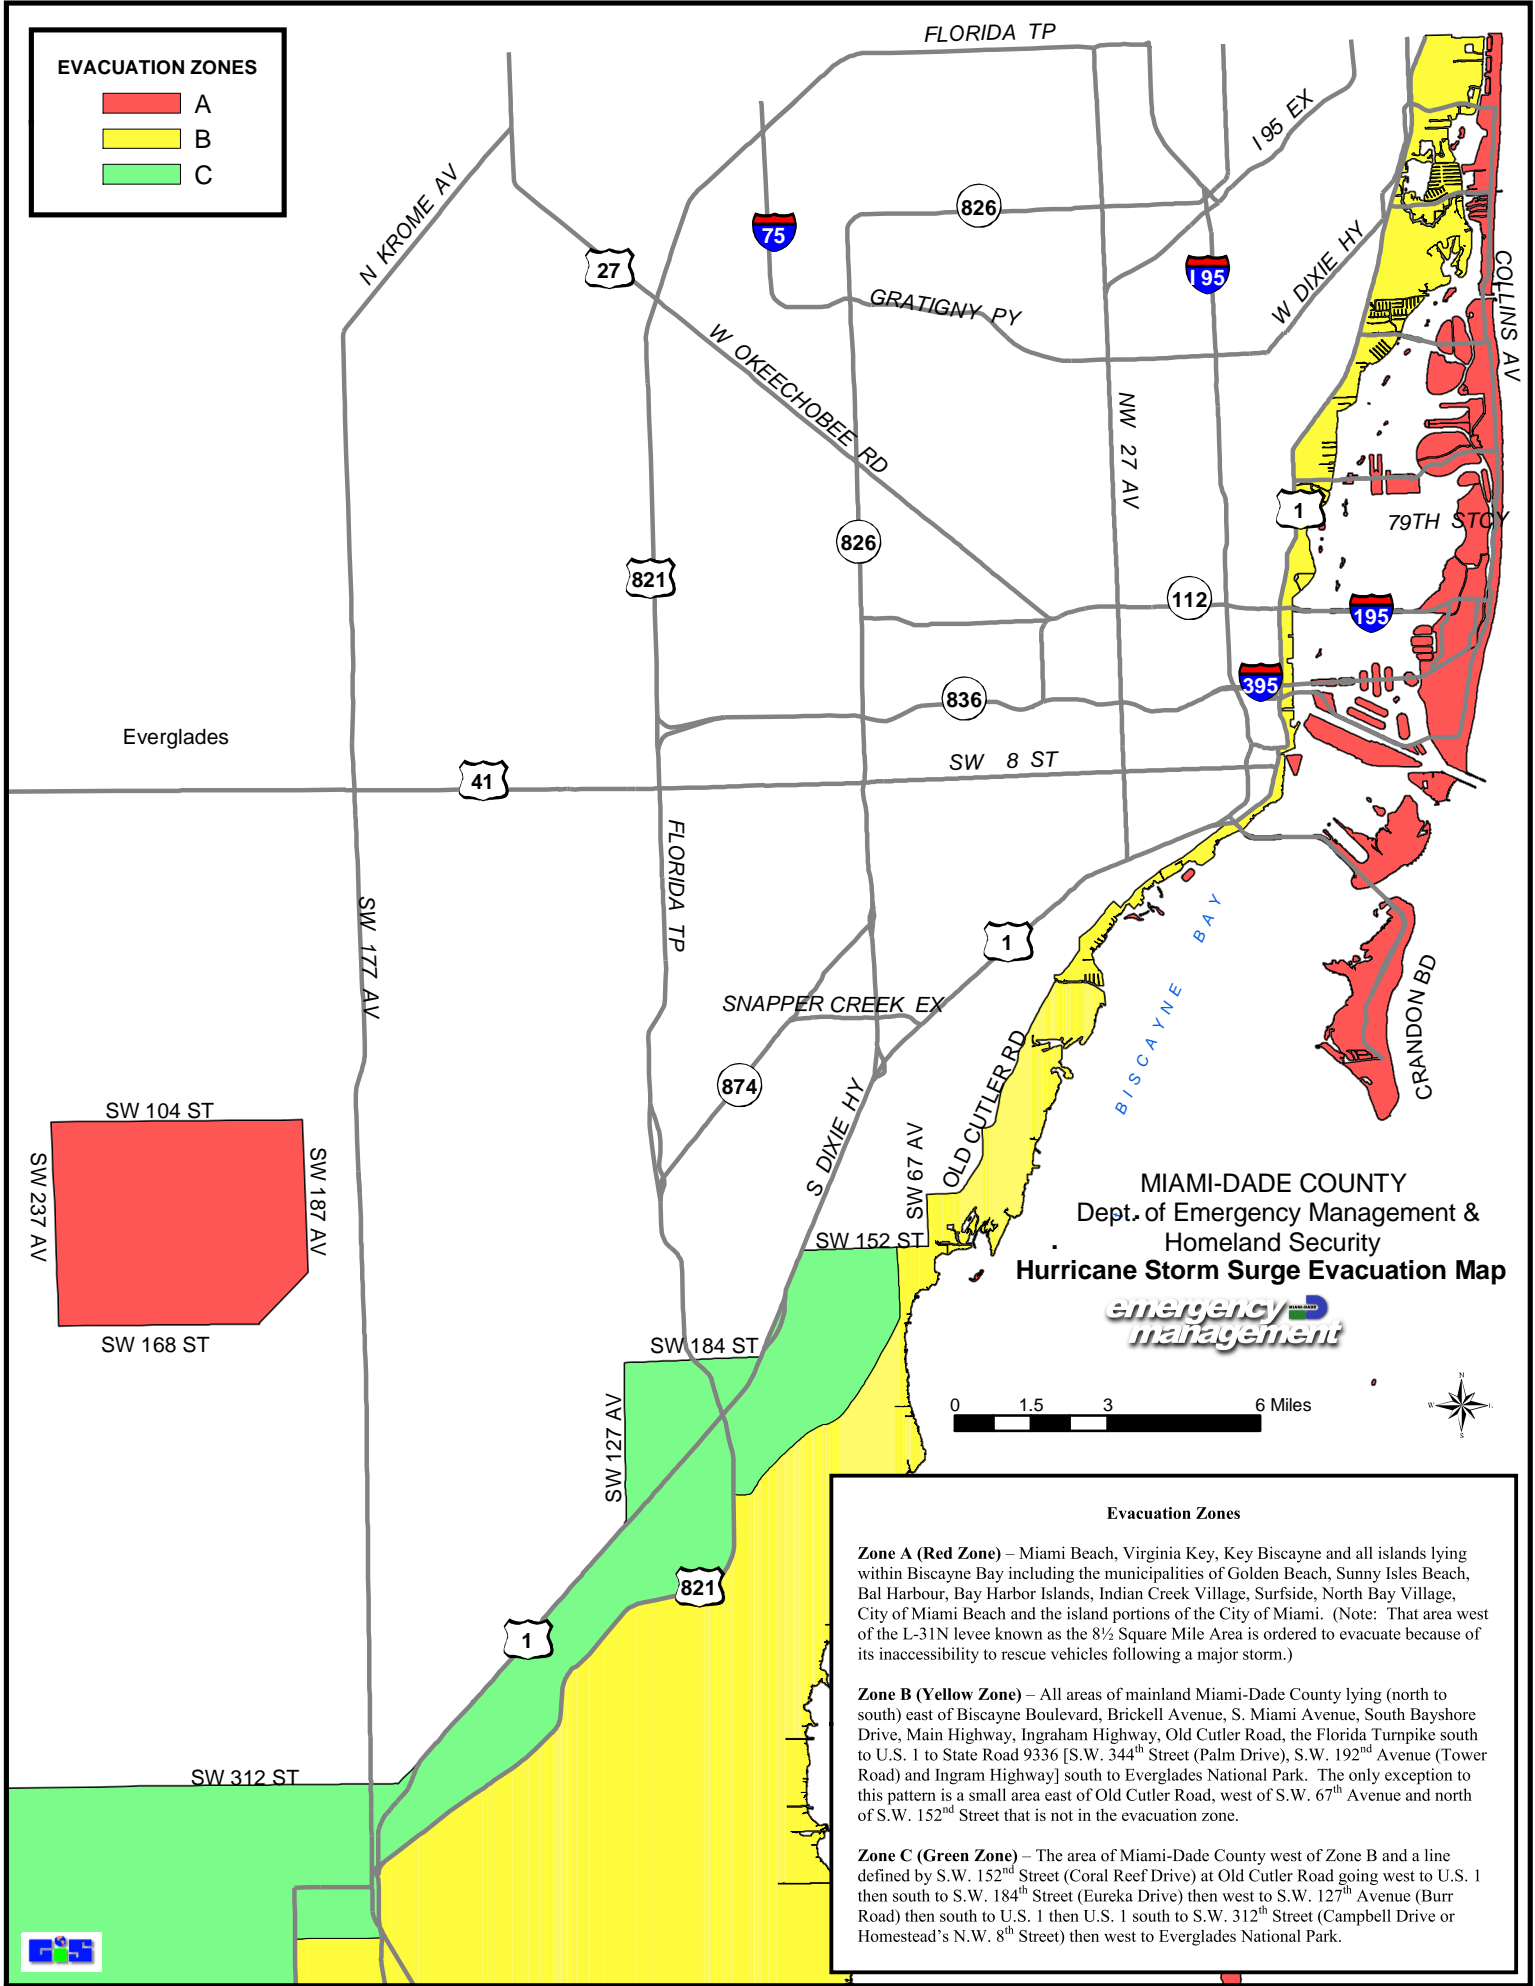 EVACUATION ZONES
A
B
C
FLORIDA TP
I 95 EX
N KROME AV
826
75
27
I 95
W DIXIE HY
COLLINS AV
GRATIGNY PY
W OKEECHOBEE RD
NW 27 AV
1
79TH STCY
826
821
112
195
395
836
Everglades
SW 8 ST
41
FLORIDA TP
SW 177 AV
1
BISCAYNE BAY
SNAPPER CREEK EX
OLD CUTLER RD
CRANDON BD
874
S DIXIE HY
SW 67 AV
SW 104 ST
SW 237 AV
SW 187 AV
SW 168 ST
MIAMI-DADE COUNTY
Dept. of Emergency Management &
Homeland Security
Hurricane Storm Surge Evacuation Map
emergency
MIAMI-DADE
management
SW 152 ST
SW 184 ST
SW 127 AV
N
W
E
S
0 1.5 3 6 Miles
821
1
SW 312 ST
Evacuation Zones
Zone A (Red Zone) – Miami Beach, Virginia Key, Key Biscayne and all islands lying
within Biscayne Bay including the municipalities of Golden Beach, Sunny Isles Beach,
Bal Harbour, Bay Harbor Islands, Indian Creek Village, Surfside, North Bay Village,
City of Miami Beach and the island portions of the City of Miami. (Note: That area west
of the L-31N levee known as the 8½ Square Mile Area is ordered to evacuate because of
its inaccessibility to rescue vehicles following a major storm.)
Zone B (Yellow Zone) – All areas of mainland Miami-Dade County lying (north to
south) east of Biscayne Boulevard, Brickell Avenue, S. Miami Avenue, South Bayshore
Drive, Main Highway, Ingraham Highway, Old Cutler Road, the Florida Turnpike south
to U.S. 1 to State Road 9336 [S.W. 344th Street (Palm Drive), S.W. 192nd Avenue (Tower
Road) and Ingram Highway] south to Everglades National Park. The only exception to
this pattern is a small area east of Old Cutler Road, west of S.W. 67th Avenue and north
of S.W. 152nd Street that is not in the evacuation zone.
Zone C (Green Zone) – The area of Miami-Dade County west of Zone B and a line
defined by S.W. 152nd Street (Coral Reef Drive) at Old Cutler Road going west to U.S. 1
then south to S.W. 184th Street (Eureka Drive) then west to S.W. 127th Avenue (Burr
Road) then south to U.S. 1 then U.S. 1 south to S.W. 312th Street (Campbell Drive or
Homestead's N.W. 8th Street) then west to Everglades National Park.
GiS